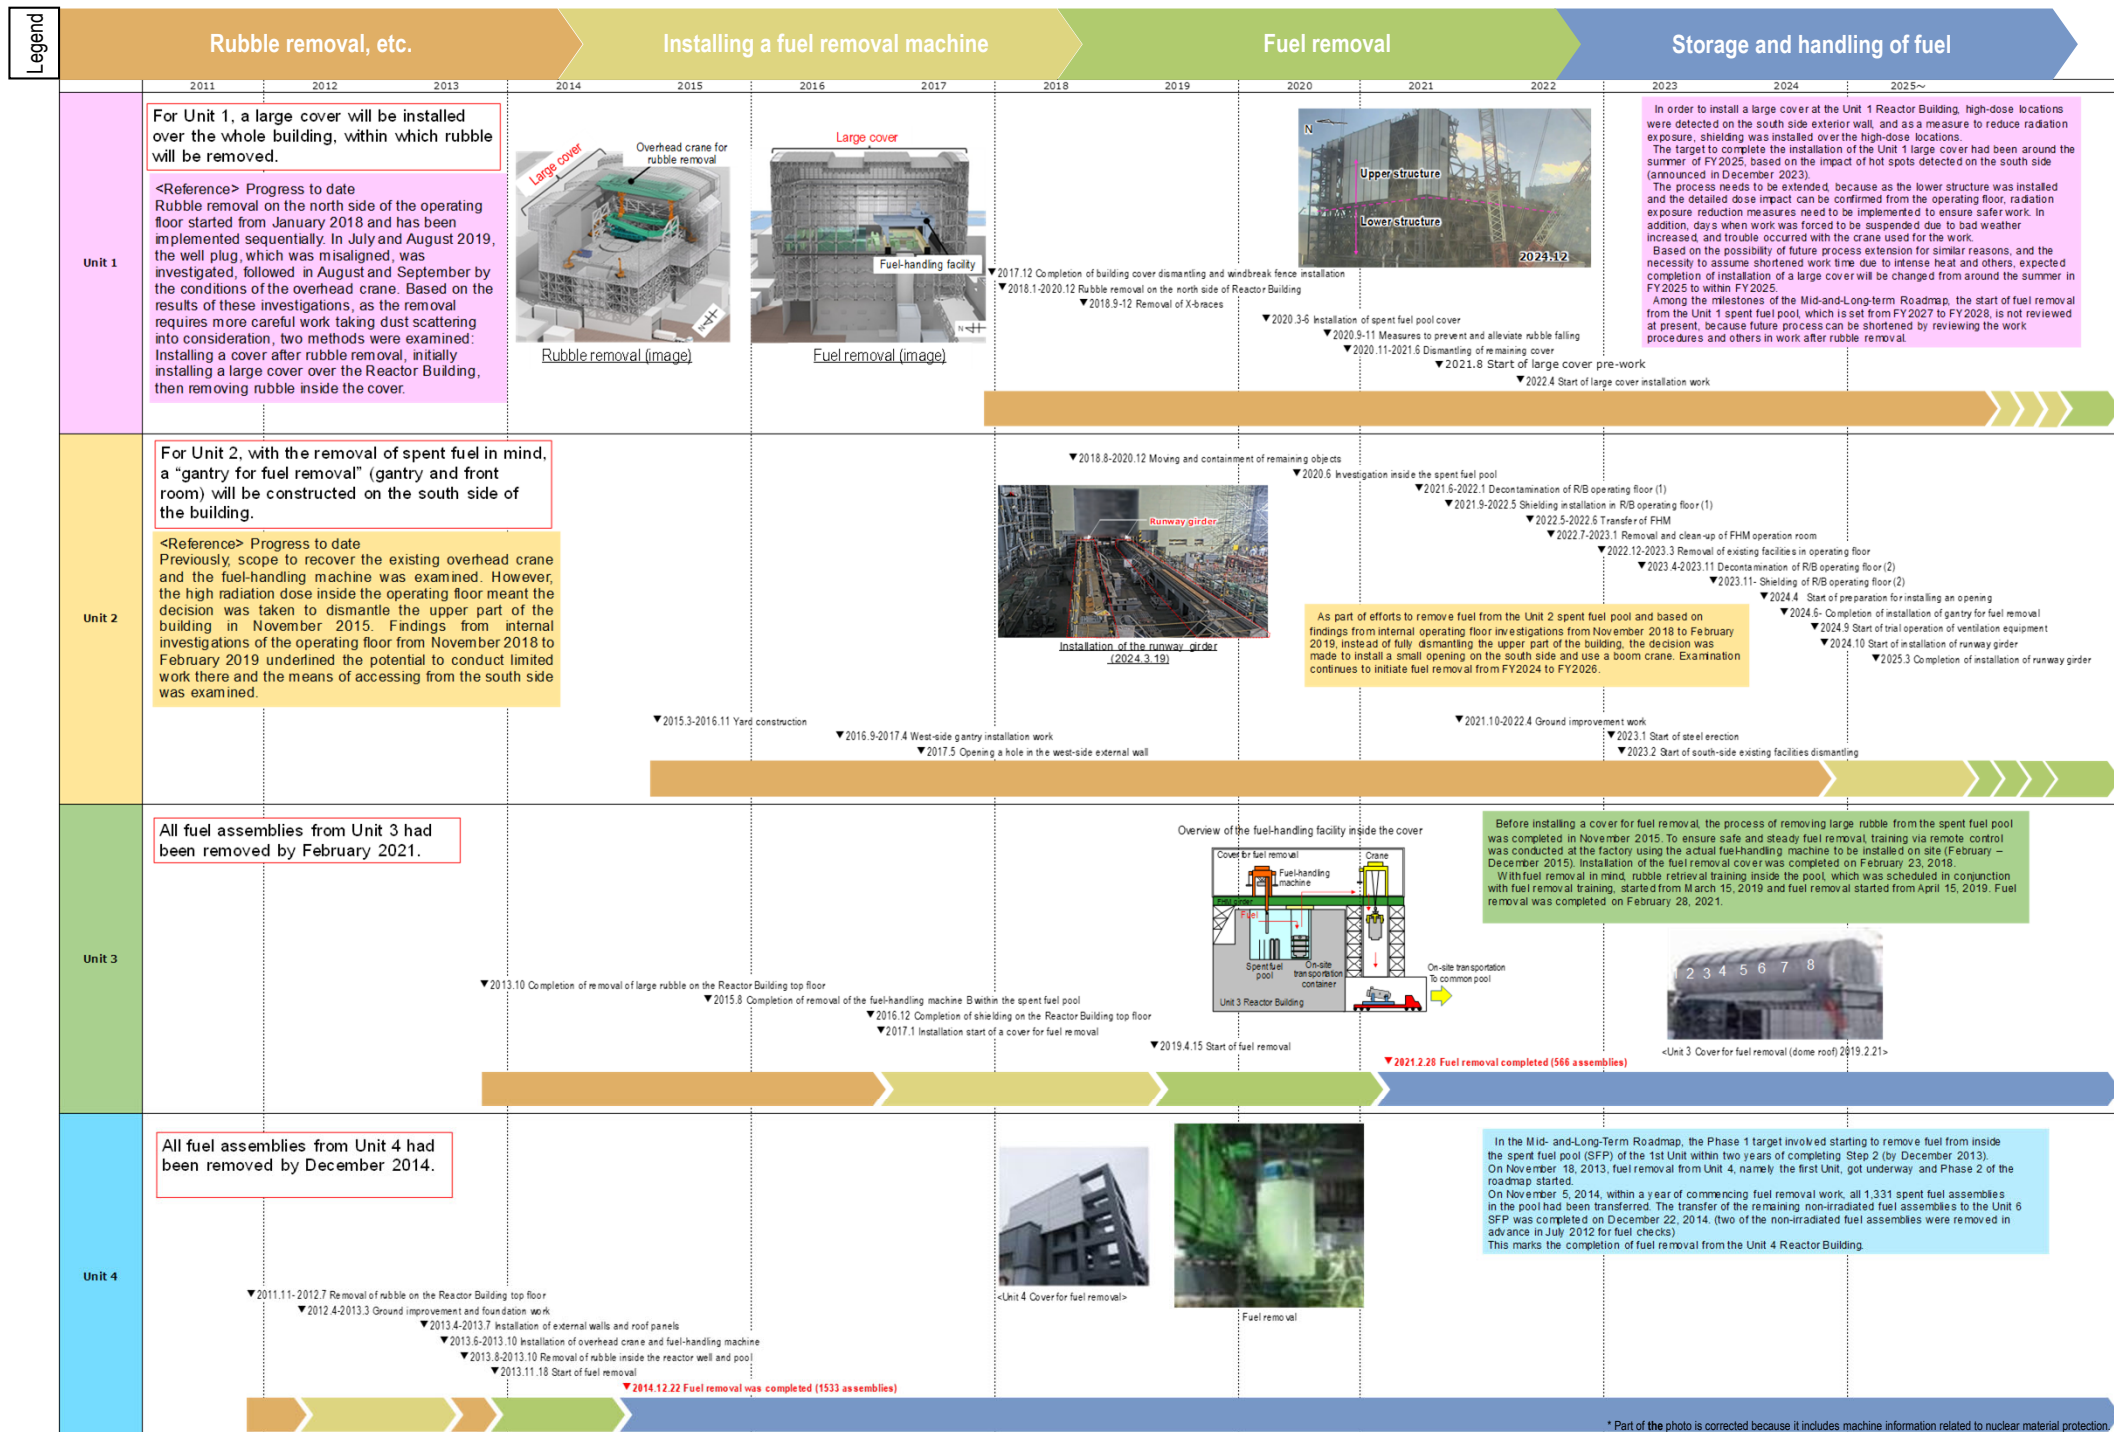 Legend
Rubble removal, etc.
Installing a fuel removal machine
Fuel removal
Storage and handling of fuel
2011 2012 2013 2014 2015 2016 2017 2018 2019 2020 2021 2022 2023 2024 2025~
Unit 1
For Unit 1, a large cover will be installed
over the whole building, within which rubble
will be removed.
<Reference> Progress to date
Rubble removal on the north side of the operating
floor started from January 2018 and has been
implemented sequentially. In July and August 2019,
the well plug, which was misaligned, was
investigated, followed in August and September by
the conditions of the overhead crane. Based on the
results of these investigations, as the removal
requires more careful work taking dust scattering
into consideration, two methods were examined:
Installing a cover after rubble removal, initially
installing a large cover over the Reactor Building,
then removing rubble inside the cover.
Large cover
Overhead crane for
rubble removal
N
Rubble removal (image)
Large cover
Fuel-handling facility
N
Fuel removal (image)
N
Upper structure
Lower structure
2024.12
▼2017.12 Completion of building cover dismantling and windbreak fence installation
▼2018.1-2020.12 Rubble removal on the north side of Reactor Building
▼2018.9-12 Removal of X-braces
▼2020.3-6 Installation of spent fuel pool cover
▼2020.9-11 Measures to prevent and alleviate rubble falling
▼2020.11-2021.6 Dismantling of remaining cover
▼2021.8 Start of large cover pre-work
▼2022.4 Start of large cover installation work
In order to install a large cover at the Unit 1 Reactor Building, high-dose locations
were detected on the south side exterior wall, and as a measure to reduce radiation
exposure, shielding was installed over the high-dose locations.
The target to complete the installation of the Unit 1 large cover had been around the
summer of FY2025, based on the impact of hot spots detected on the south side
(announced in December 2023).
The process needs to be extended, because as the lower structure was installed
and the detailed dose impact can be confirmed from the operating floor, radiation
exposure reduction measures need to be implemented to ensure safer work. In
addition, days when work was forced to be suspended due to bad weather
increased, and trouble occurred with the crane used for the work.
Based on the possibility of future process extension for similar reasons, and the
necessity to assume shortened work time due to intense heat and others, expected
completion of installation of a large cover will be changed from around the summer in
FY2025 to within FY2025.
Among the milestones of the Mid-and-Long-term Roadmap, the start of fuel removal
from the Unit 1 spent fuel pool, which is set from FY2027 to FY2028, is not reviewed
at present, because future process can be shortened by reviewing the work
procedures and others in work after rubble removal.
Unit 2
For Unit 2, with the removal of spent fuel in mind,
a “gantry for fuel removal” (gantry and front
room) will be constructed on the south side of
the building.
<Reference> Progress to date
Previously, scope to recover the existing overhead crane
and the fuel-handling machine was examined. However,
the high radiation dose inside the operating floor meant the
decision was taken to dismantle the upper part of the
building in November 2015. Findings from internal
investigations of the operating floor from November 2018 to
February 2019 underlined the potential to conduct limited
work there and the means of accessing from the south side
was examined.
Runway girder
Installation of the runway girder
(2024.3.19)
▼2018.8-2020.12 Moving and containment of remaining objects
▼2020.6 Investigation inside the spent fuel pool
▼2021.6-2022.1 Decontamination of R/B operating floor (1)
▼2021.9-2022.5 Shielding installation in R/B operating floor (1)
▼2022.5-2022.6 Transfer of FHM
▼2022.7-2023.1 Removal and clean-up of FHM operation room
▼2022.12-2023.3 Removal of existing facilities in operating floor
▼2023.4-2023.11 Decontamination of R/B operating floor (2)
▼2023.11- Shielding of R/B operating floor (2)
▼2024.4 Start of preparation for installing an opening
▼2024.6- Completion of installation of gantry for fuel removal
▼2024.9 Start of trial operation of ventilation equipment
▼2024.10 Start of installation of runway girder
▼2025.3 Completion of installation of runway girder
As part of efforts to remove fuel from the Unit 2 spent fuel pool and based on
findings from internal operating floor investigations from November 2018 to February
2019, instead of fully dismantling the upper part of the building, the decision was
made to install a small opening on the south side and use a boom crane. Examination
continues to initiate fuel removal from FY2024 to FY2026.
▼2015.3-2016.11 Yard construction
▼2016.9-2017.4 West-side gantry installation work
▼2017.5 Opening a hole in the west-side external wall
▼2021.10-2022.4 Ground improvement work
▼2023.1 Start of steel erection
▼2023.2 Start of south-side existing facilities dismantling
Unit 3
All fuel assemblies from Unit 3 had
been removed by February 2021.
Overview of the fuel-handling facility inside the cover
Cover for fuel removal
Crane
Fuel-handling
machine
FHM girder
Fuel
Spent fuel
pool
On-site
transportation
container
Unit 3 Reactor Building
On-site transportation
To common pool
Before installing a cover for fuel removal, the process of removing large rubble from the spent fuel pool
was completed in November 2015. To ensure safe and steady fuel removal, training via remote control
was conducted at the factory using the actual fuel-handling machine to be installed on site (February –
December 2015). Installation of the fuel removal cover was completed on February 23, 2018.
With fuel removal in mind, rubble retrieval training inside the pool, which was scheduled in conjunction
with fuel removal training, started from March 15, 2019 and fuel removal started from April 15, 2019. Fuel
removal was completed on February 28, 2021.
2 3 4 5 6 7 8
<Unit 3 Cover for fuel removal (dome roof) 2019.2.21>
▼2013.10 Completion of removal of large rubble on the Reactor Building top floor
▼2015.8 Completion of removal of the fuel-handling machine B within the spent fuel pool
▼2016.12 Completion of shielding on the Reactor Building top floor
▼2017.1 Installation start of a cover for fuel removal
▼2019.4.15 Start of fuel removal
▼2021.2.28 Fuel removal completed (566 assemblies)
Unit 4
All fuel assemblies from Unit 4 had
been removed by December 2014.
<Unit 4 Cover for fuel removal>
Fuel removal
In the Mid- and-Long-Term Roadmap, the Phase 1 target involved starting to remove fuel from inside
the spent fuel pool (SFP) of the 1st Unit within two years of completing Step 2 (by December 2013).
On November 18, 2013, fuel removal from Unit 4, namely the first Unit, got underway and Phase 2 of the
roadmap started.
On November 5, 2014, within a year of commencing fuel removal work, all 1,331 spent fuel assemblies
in the pool had been transferred. The transfer of the remaining non-irradiated fuel assemblies to the Unit 6
SFP was completed on December 22, 2014. (two of the non-irradiated fuel assemblies were removed in
advance in July 2012 for fuel checks)
This marks the completion of fuel removal from the Unit 4 Reactor Building.
▼2011.11- 2012.7 Removal of rubble on the Reactor Building top floor
▼2012.4-2013.3 Ground improvement and foundation work
▼2013.4-2013.7 Installation of external walls and roof panels
▼2013.6-2013.10 Installation of overhead crane and fuel-handling machine
▼2013.8-2013.10 Removal of rubble inside the reactor well and pool
▼2013.11.18 Start of fuel removal
▼2014.12.22 Fuel removal was completed (1533 assemblies)
* Part of the photo is corrected because it includes machine information related to nuclear material protection.